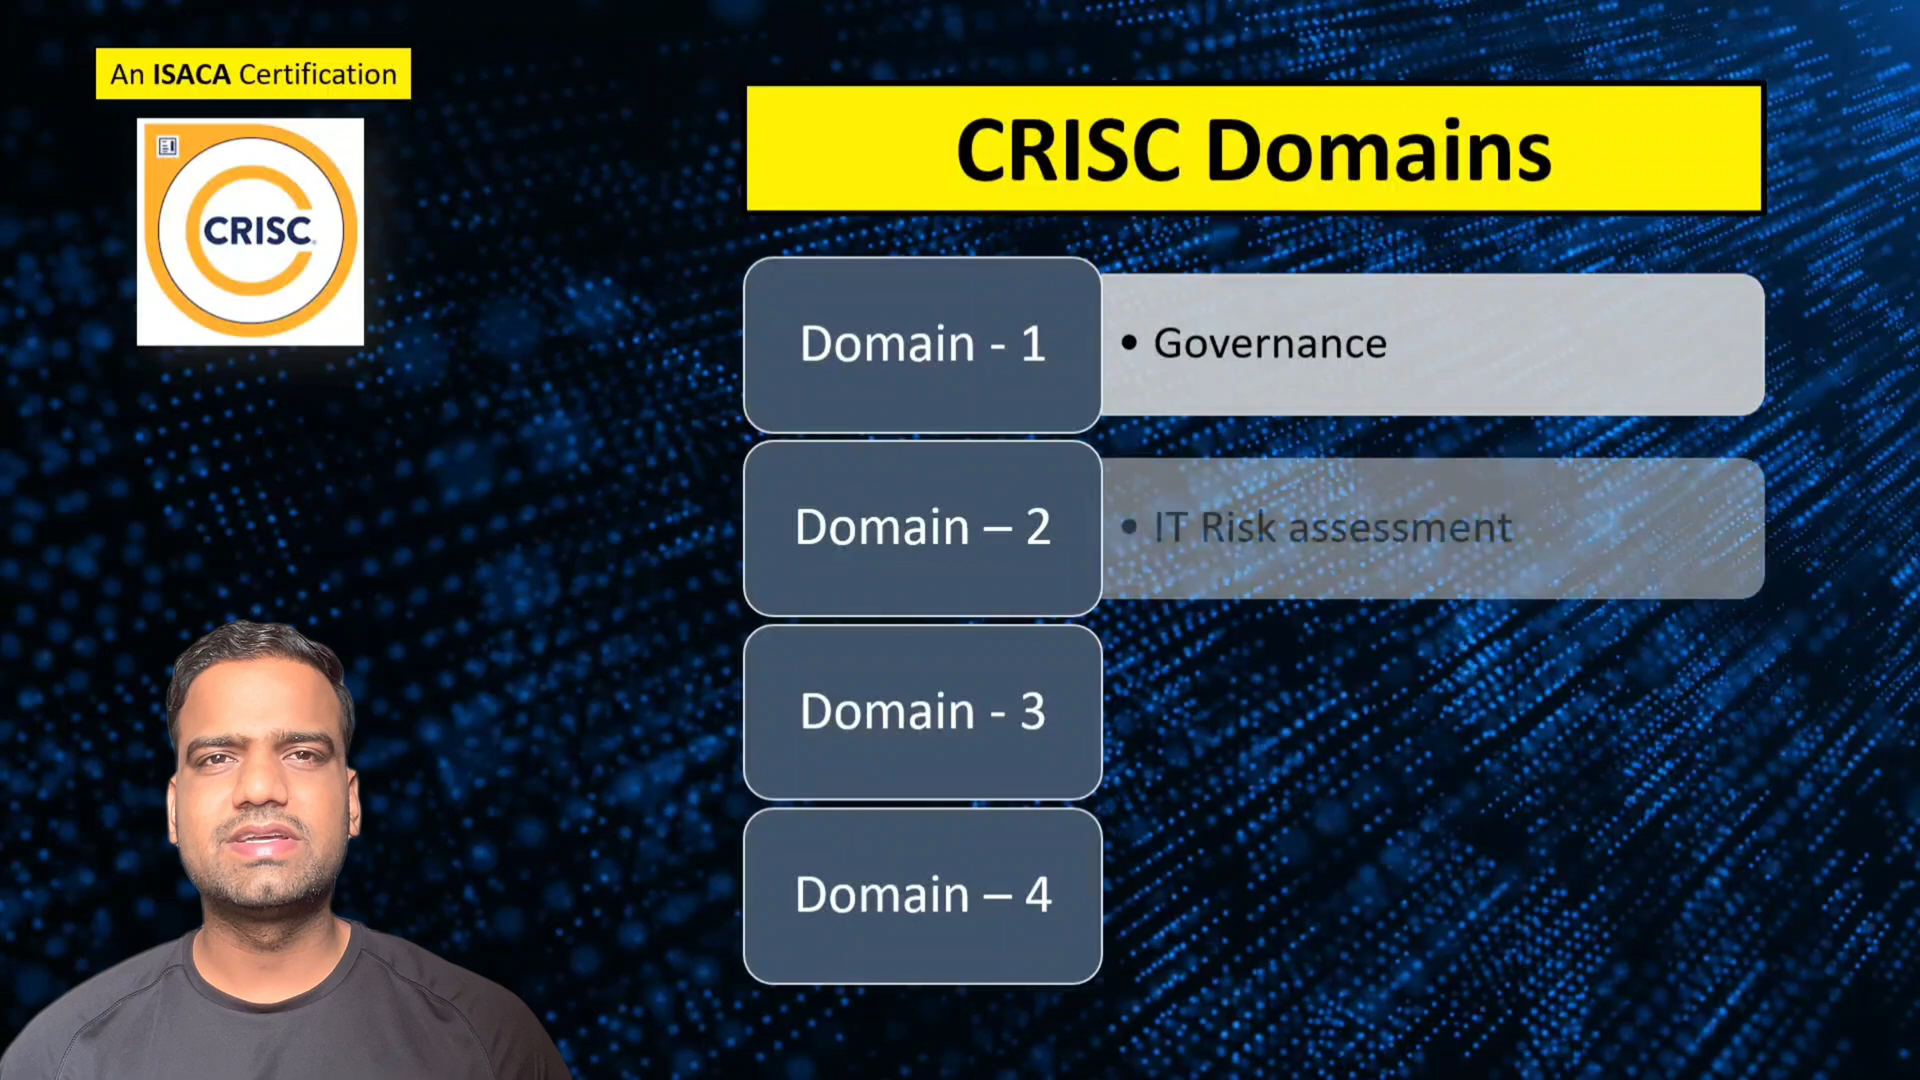 An ISACA Certification
CRISC
CRISC Domains
Domain - 1
• Governance
Domain – 2
• IT Risk assessment
Domain - 3
Domain – 4